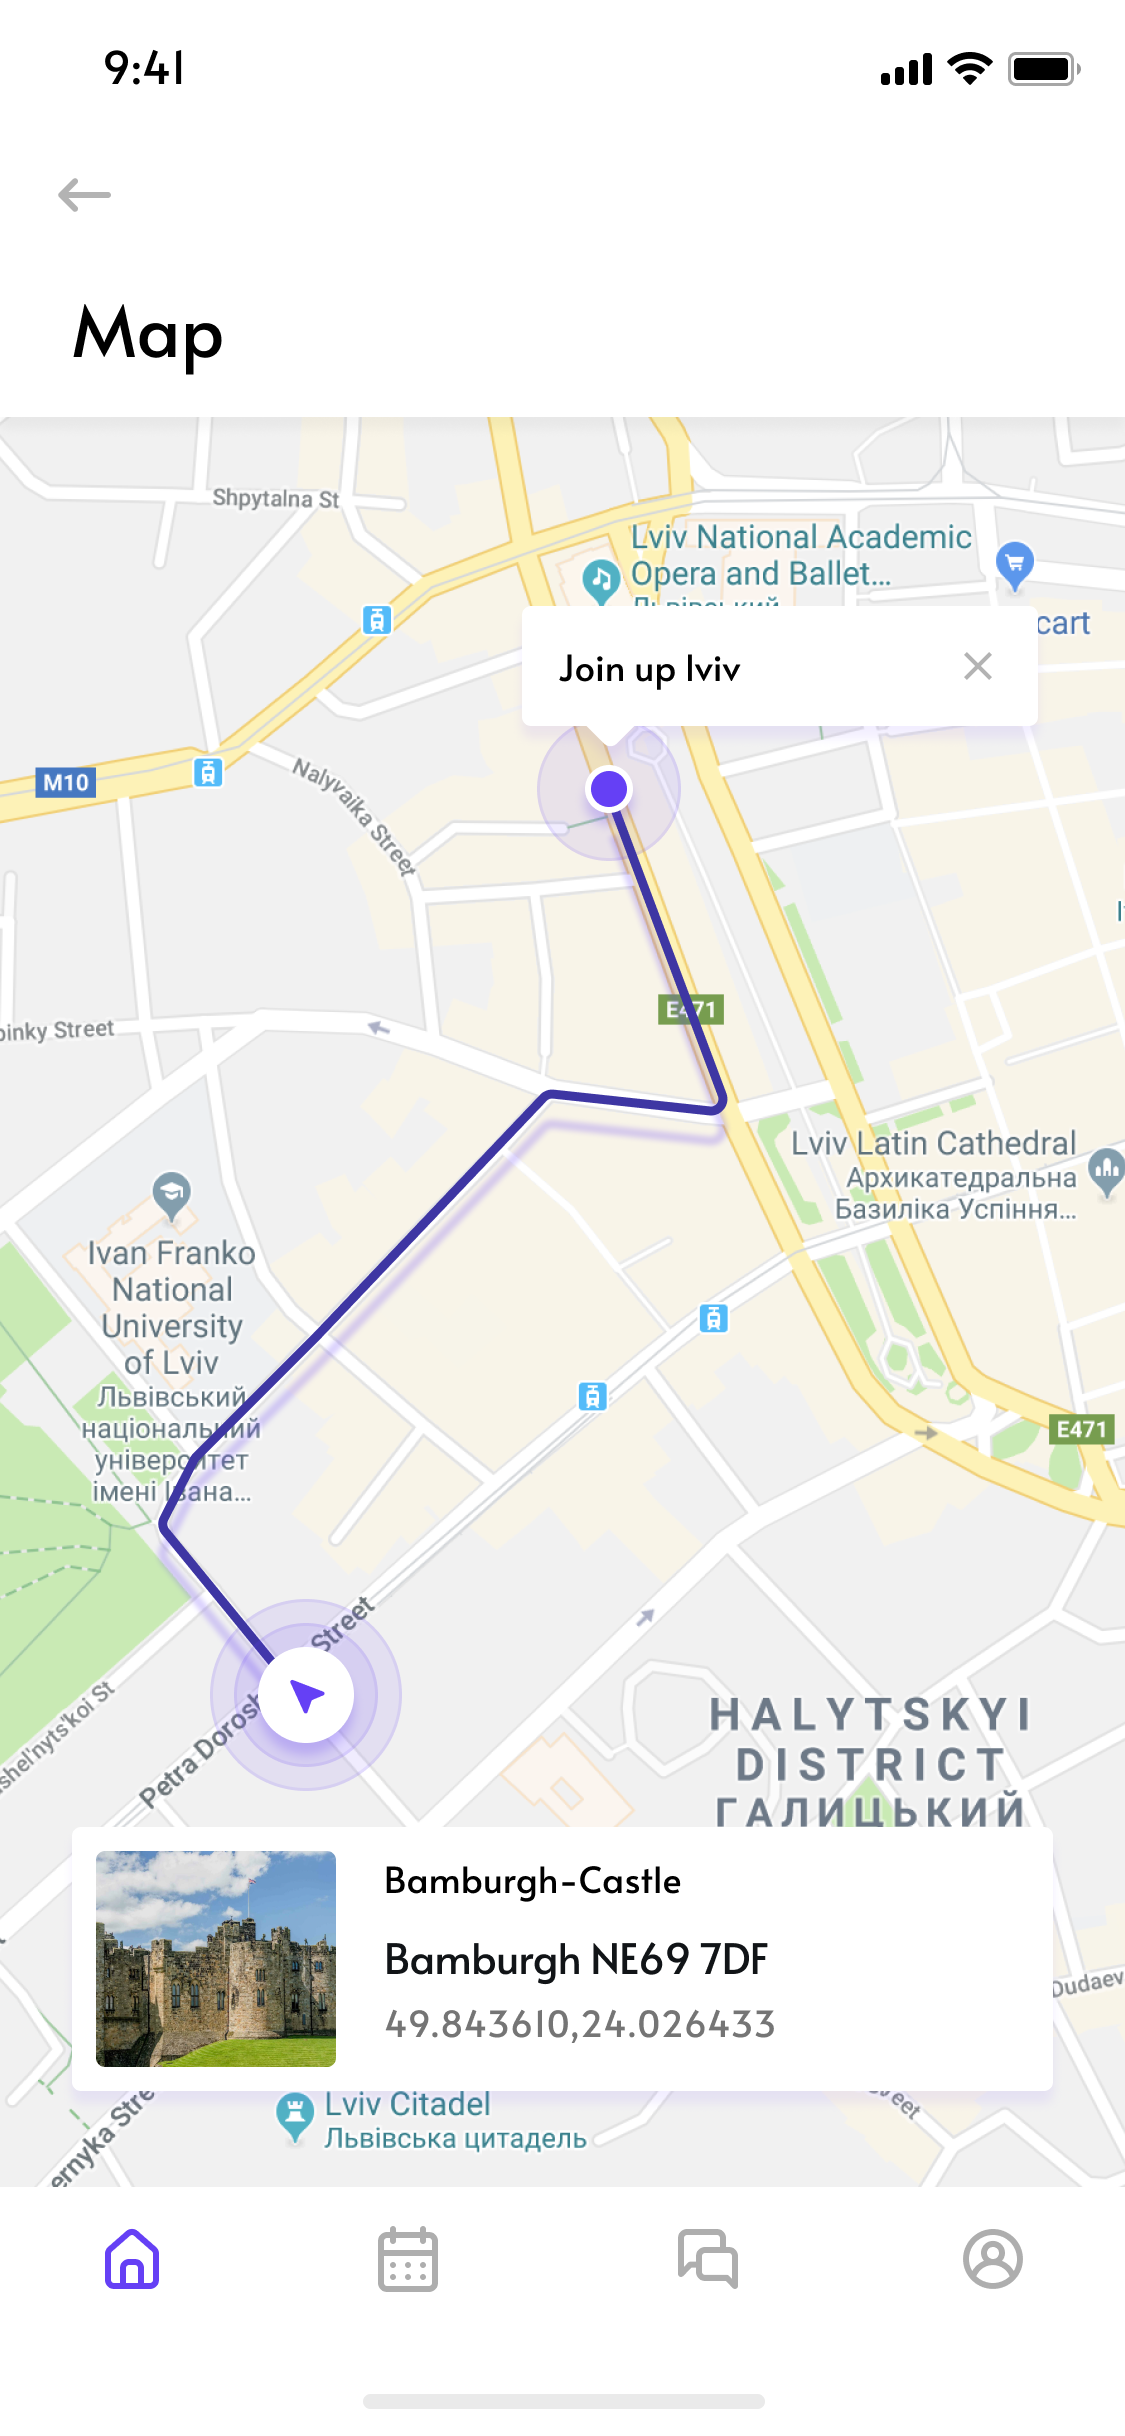 9:41
Map
Shpytalna St
Lviv National Academic
Opera and Ballet...
Львівський
cart
Join up lviv
M10
Nalyvaika Street
E471
inky Street
Lviv Latin Cathedral
Архикатедральна
Базиліка Успіння...
Ivan Franko
National
University
of Lviv
Львівський
національний
університет
імені Івана...
E471
Street
Petra Dorosh
shel'nyts'koi St
HALYTSKYI
DISTRICT
ГАЛИЦЬКИЙ
Bamburgh-Castle
Bamburgh NE69 7DF
49.843610,24.026433
Dudaev
Lviv Citadel
Львівська цитадель
ernyka Stre
reet